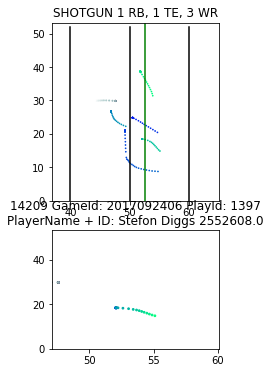 SHOTGUN 1 RB, 1 TE, 3 WR
50
40
30
20
10
0
40 50 60
14209 GameId: 2017092406 PlayId: 1397
PlayerName + ID: Stefon Diggs 2552608.0
40
20
0
50 55 60